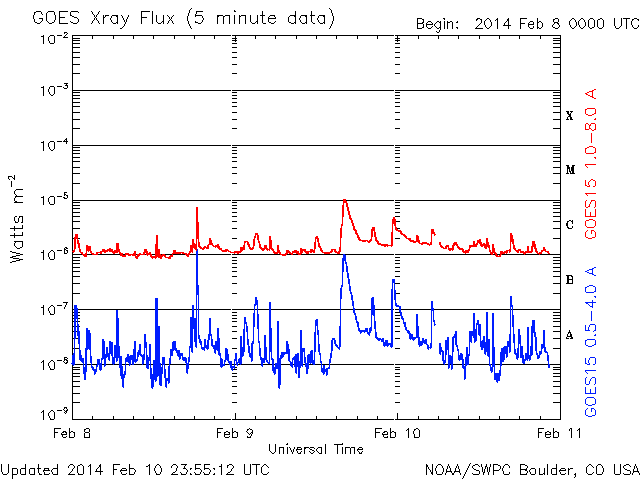 GOES Xray Flux (5 minute data)
Begin: 2014 Feb 8 0000 UTC
10⁻²
10⁻³
10⁻⁴
10⁻⁵
10⁻⁶
10⁻⁷
10⁻⁸
10⁻⁹
Watts m⁻²
X
M
C
B
A
GOES15 1.0–8.0 A
GOES15 0.5–4.0 A
Feb 8
Feb 9
Feb 10
Feb 11
Universal Time
Updated 2014 Feb 10 23:55:12 UTC
NOAA/SWPC Boulder, CO USA